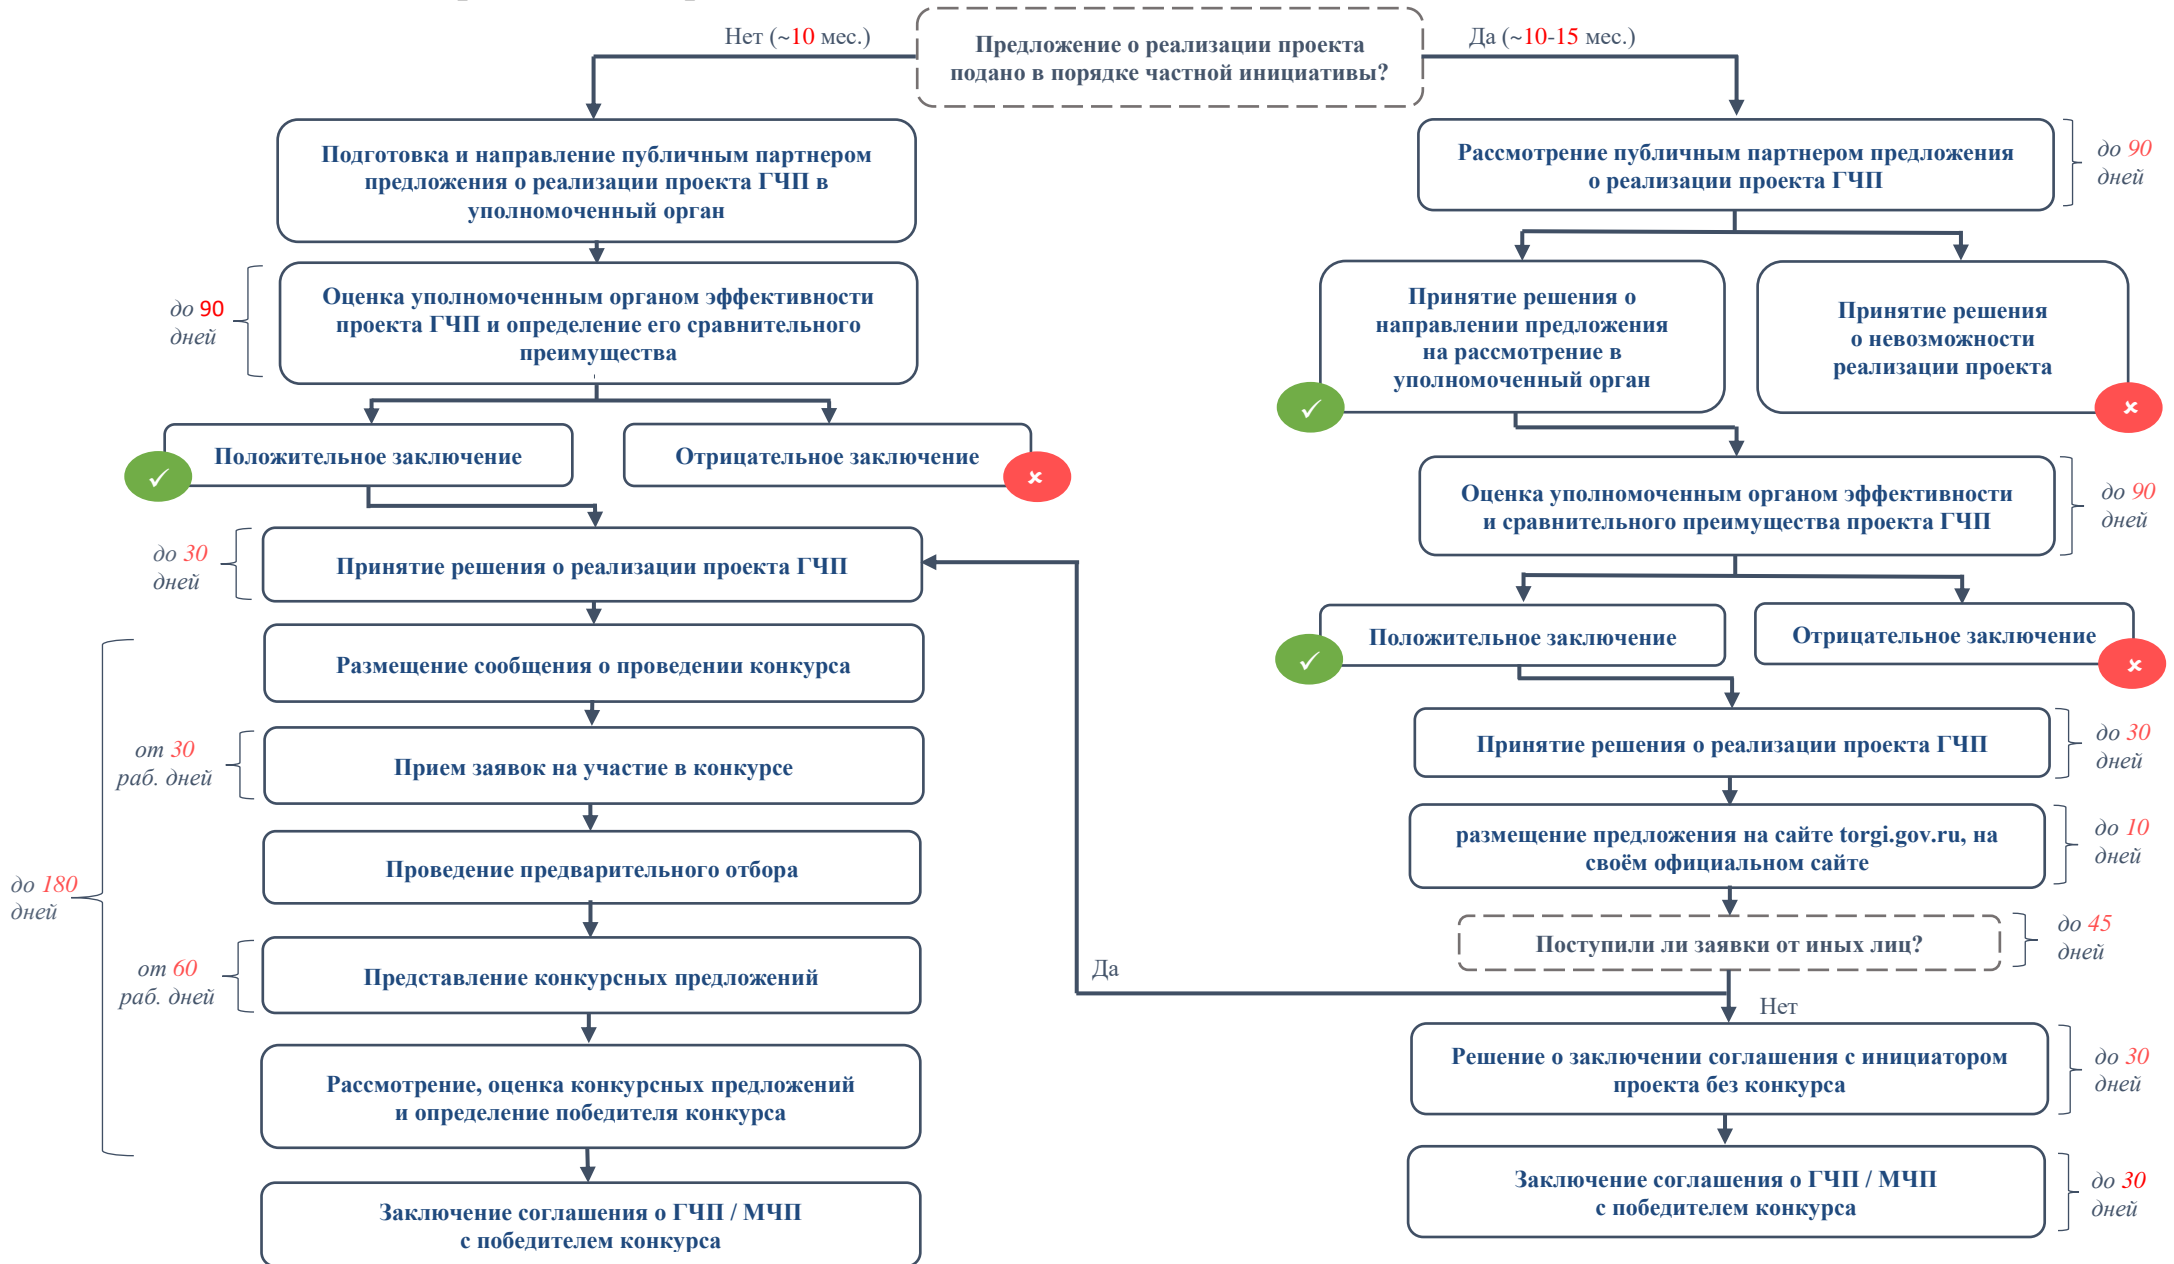 Нет (~10 мес.)
Предложение о реализации проекта
подано в порядке частной инициативы?
Да (~10-15 мес.)
Подготовка и направление публичным партнером
предложения о реализации проекта ГЧП в
уполномоченный орган
до 90
дней
Оценка уполномоченным органом эффективности
проекта ГЧП и определение его сравнительного
преимущества
Положительное заключение
Отрицательное заключение
до 30
дней
Принятие решения о реализации проекта ГЧП
до 180
дней
Размещение сообщения о проведении конкурса
от 30
раб. дней
Прием заявок на участие в конкурсе
Проведение предварительного отбора
от 60
раб. дней
Представление конкурсных предложений
Рассмотрение, оценка конкурсных предложений
и определение победителя конкурса
Заключение соглашения о ГЧП / МЧП
с победителем конкурса
Рассмотрение публичным партнером предложения
о реализации проекта ГЧП
до 90
дней
Принятие решения о
направлении предложения
на рассмотрение в
уполномоченный орган
Принятие решения
о невозможности
реализации проекта
Оценка уполномоченным органом эффективности
и сравнительного преимущества проекта ГЧП
до 90
дней
Положительное заключение
Отрицательное заключение
Принятие решения о реализации проекта ГЧП
до 30
дней
размещение предложения на сайте torgi.gov.ru, на
своём официальном сайте
до 10
дней
Поступили ли заявки от иных лиц?
до 45
дней
Да
Нет
Решение о заключении соглашения с инициатором
проекта без конкурса
до 30
дней
Заключение соглашения о ГЧП / МЧП
с победителем конкурса
до 30
дней